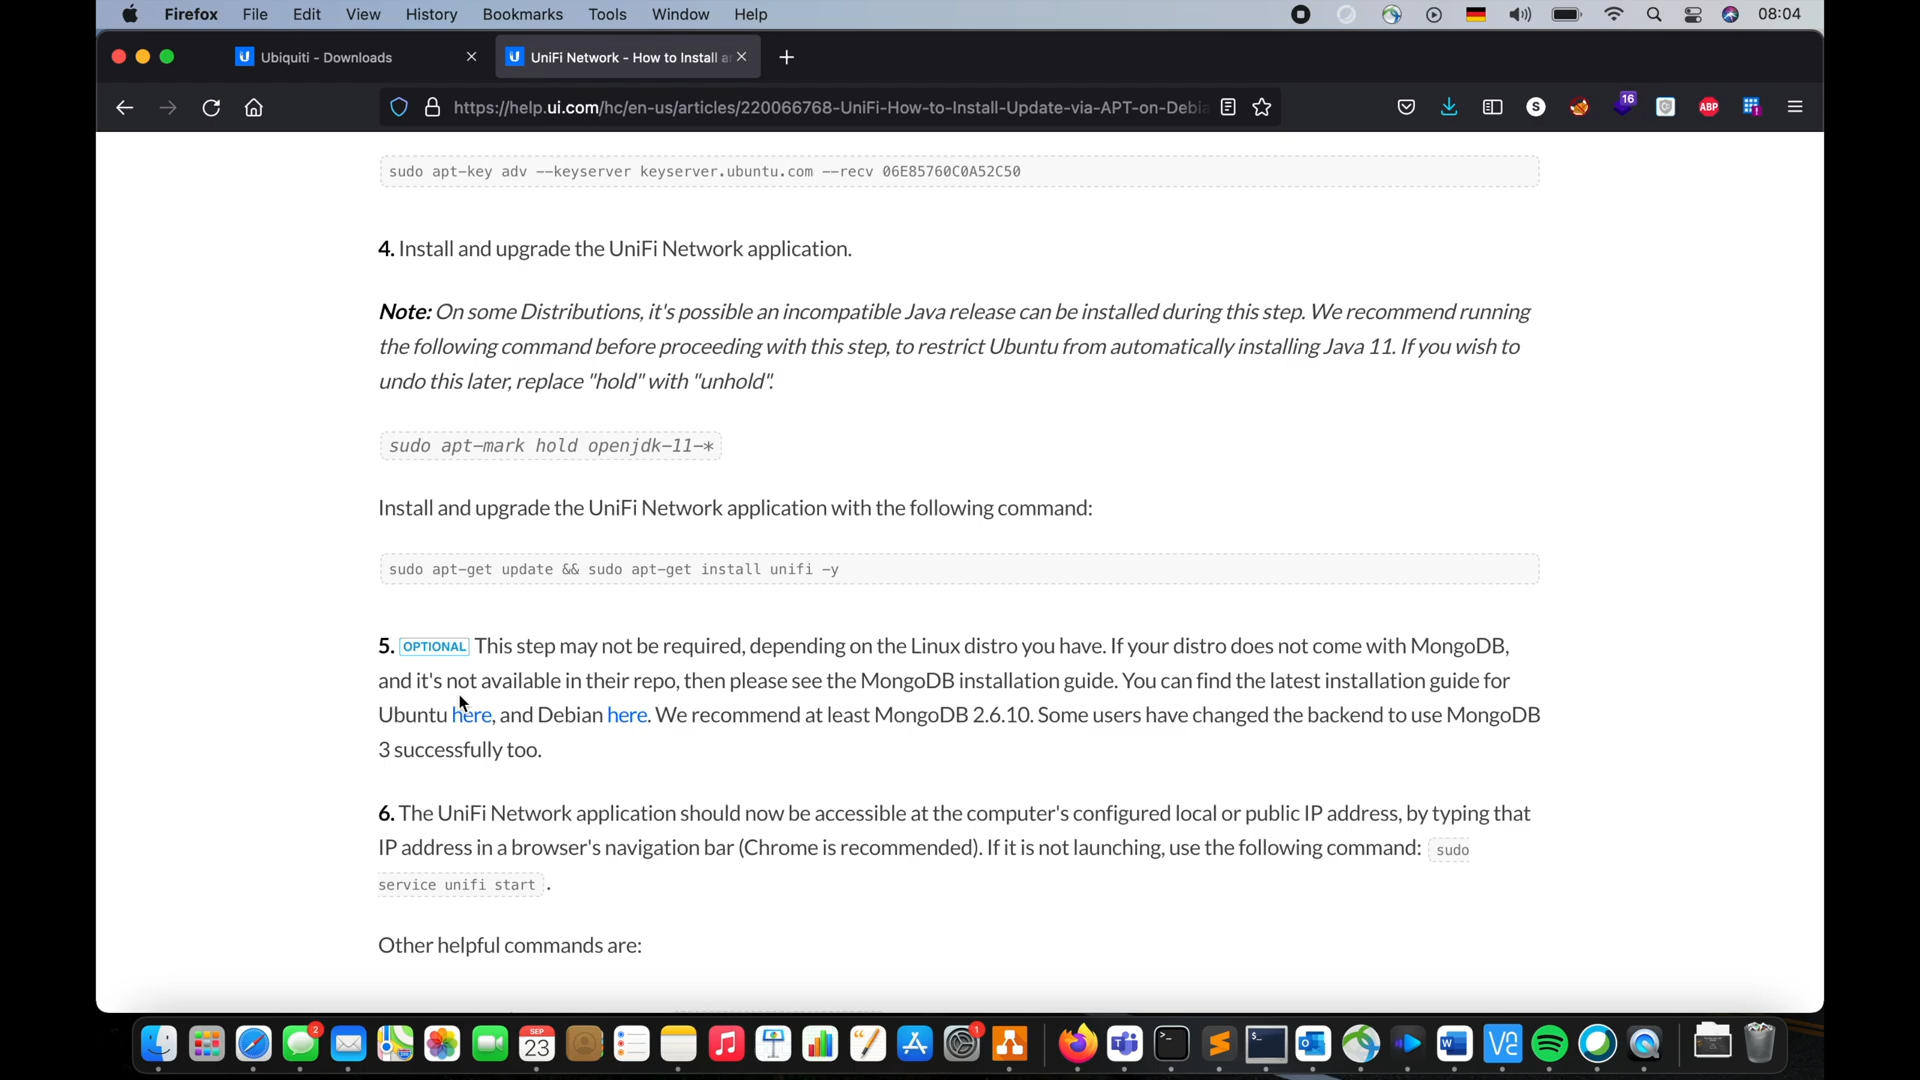 Firefox File Edit View History Bookmarks Tools Window Help 08:04
Ubiquiti - Downloads
UniFi Network - How to Install a
https://help.ui.com/hc/en-us/articles/220066768-UniFi-How-to-Install-Update-via-APT-on-Debia
S 16 ABP 1
sudo apt-key adv --keyserver keyserver.ubuntu.com --recv 06E85760C0A52C50
4. Install and upgrade the UniFi Network application.
Note: On some Distributions, it's possible an incompatible Java release can be installed during this step. We recommend running
the following command before proceeding with this step, to restrict Ubuntu from automatically installing Java 11. If you wish to
undo this later, replace "hold" with "unhold".
sudo apt-mark hold openjdk-11-*
Install and upgrade the UniFi Network application with the following command:
sudo apt-get update && sudo apt-get install unifi -y
5. OPTIONAL This step may not be required, depending on the Linux distro you have. If your distro does not come with MongoDB,
and it's not available in their repo, then please see the MongoDB installation guide. You can find the latest installation guide for
Ubuntu here, and Debian here. We recommend at least MongoDB 2.6.10. Some users have changed the backend to use MongoDB
3 successfully too.
6. The UniFi Network application should now be accessible at the computer's configured local or public IP address, by typing that
IP address in a browser's navigation bar (Chrome is recommended). If it is not launching, use the following command: sudo
service unifi start .
Other helpful commands are:
2 SEP 23 1